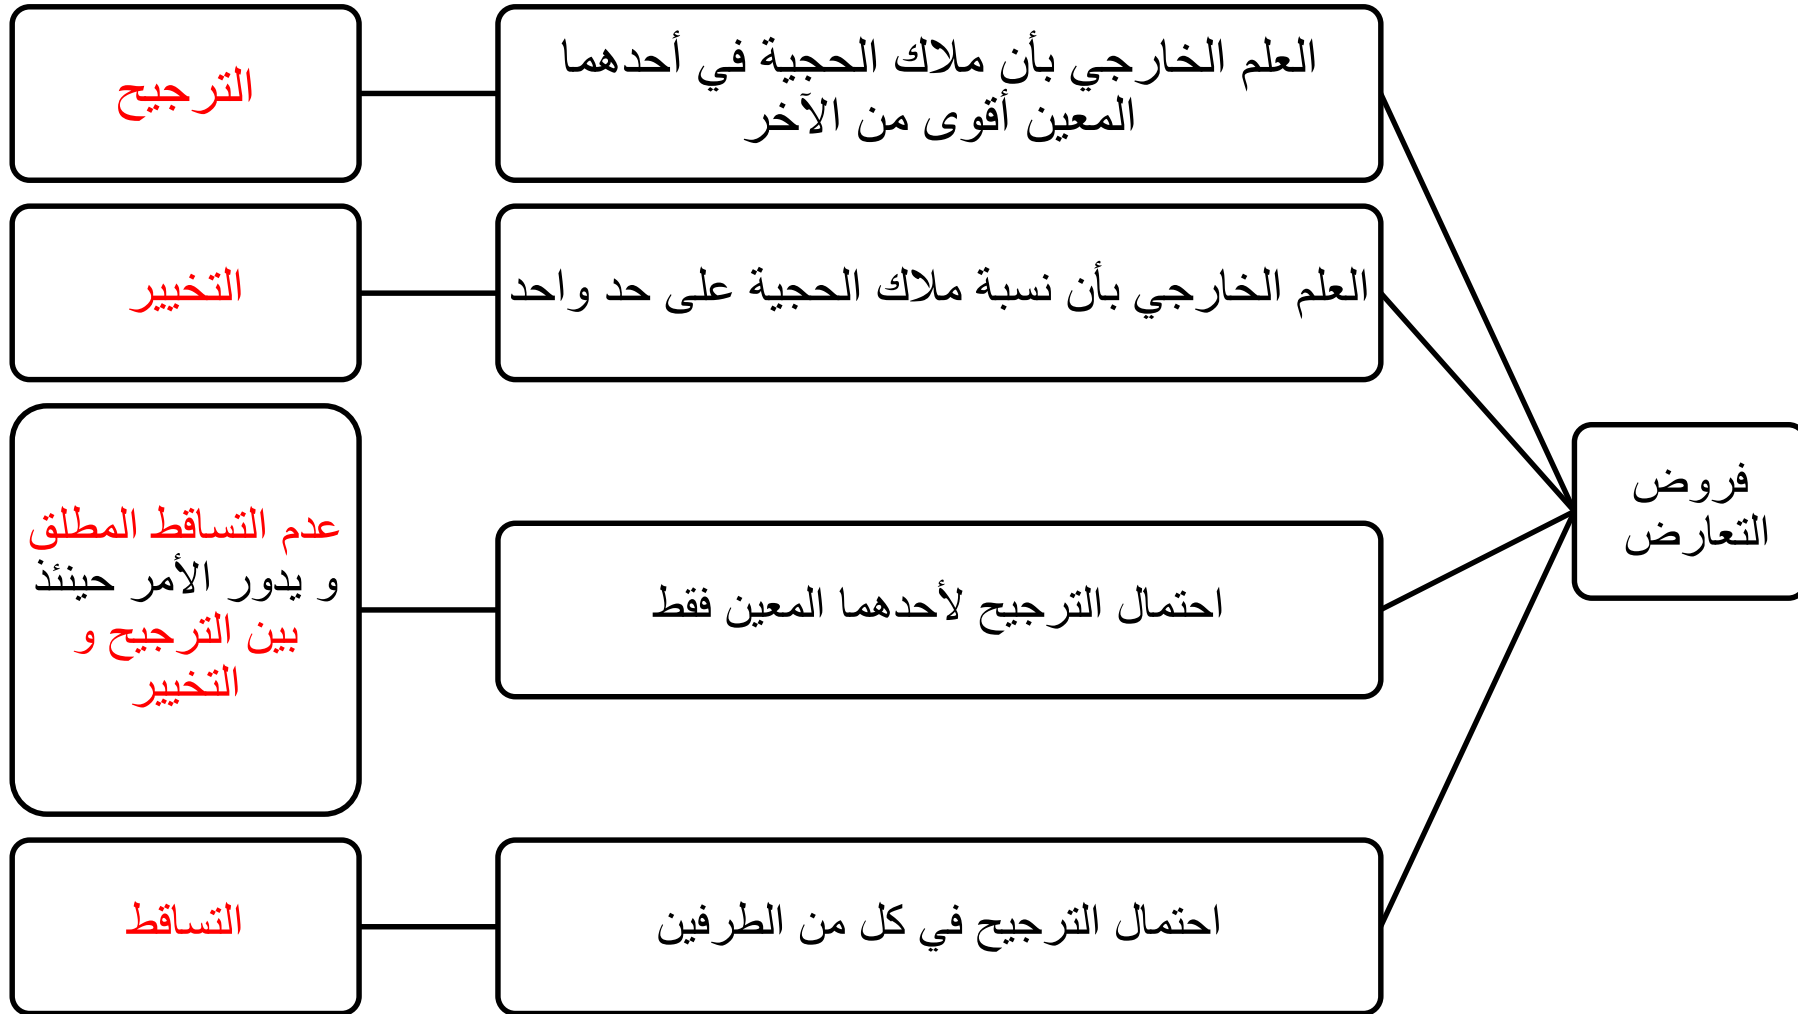 فروض
التعارض
العلم الخارجي بأن ملاك الحجية في أحدهما
المعين أقوى من الآخر
الترجيح
العلم الخارجي بأن نسبة ملاك الحجية على حد واحد
التخيير
احتمال الترجيح لأحدهما المعين فقط
عدم التساقط المطلق
و يدور الأمر حينئذ
بين الترجيح و
التخيير
احتمال الترجيح في كل من الطرفين
التساقط